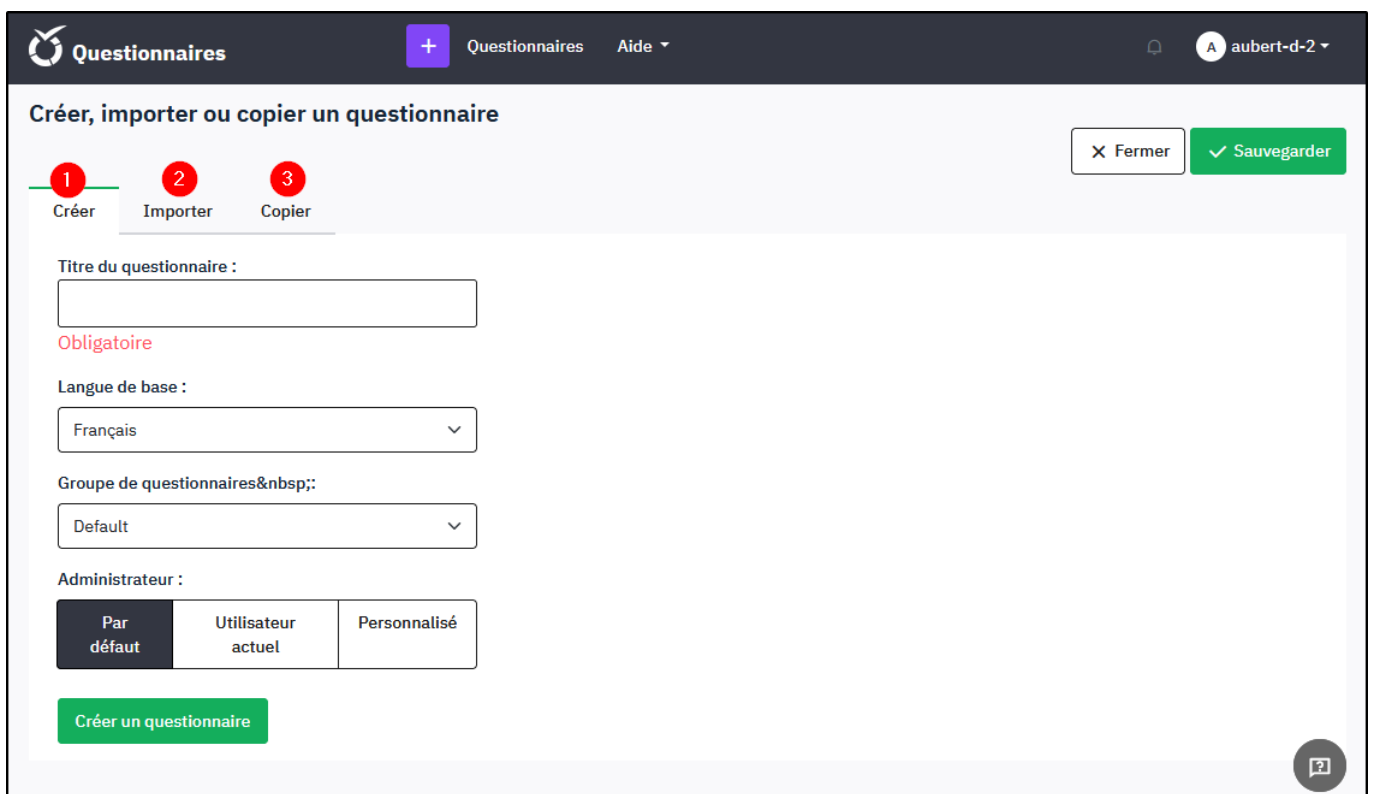 Questionnaires
+ Questionnaires Aide
A aubert-d-2
Créer, importer ou copier un questionnaire
Fermer
Sauvegarder
1 2 3
Créer Importer Copier
Titre du questionnaire :
Obligatoire
Langue de base :
Français
Groupe de questionnaires&nbsp;:
Default
Administrateur :
Par
défaut
Utilisateur
actuel
Personnalisé
Créer un questionnaire
?